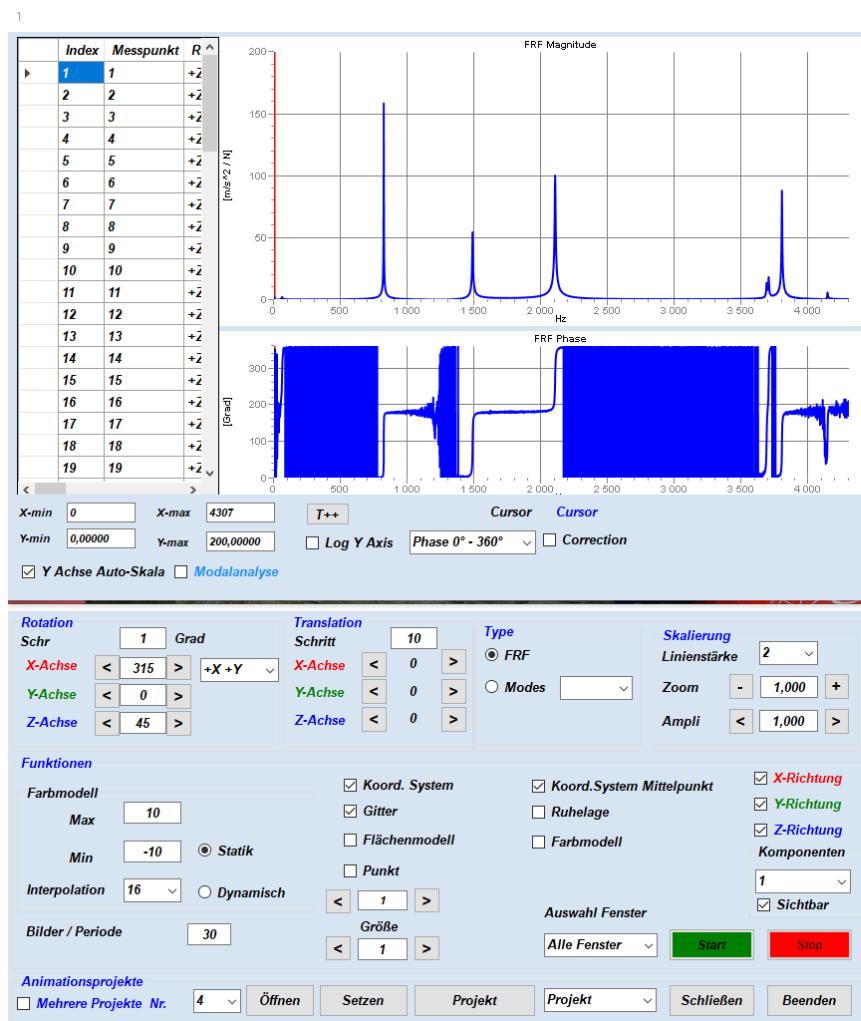 1
Index Messpunkt R
1 1 +Z
2 2 +Z
3 3 +Z
4 4 +Z
5 5 +Z
6 6 +Z
7 7 +Z
8 8 +Z
9 9 +Z
10 10 +Z
11 11 +Z
12 12 +Z
13 13 +Z
14 14 +Z
15 15 +Z
16 16 +Z
17 17 +Z
18 18 +Z
19 19 +Z
FRF Magnitude
200
150
100
50
0
[m/s^2 / N]
0 500 1 000 1 500 2 000 2 500 3 000 3 500 4 000
Hz
FRF Phase
300
200
100
0
[Grad]
0 500 1 000 1 500 2 000 2 500 3 000 3 500 4 000
X-min 0 X-max 4307 T++ Cursor Cursor
Y-min 0,00000 Y-max 200,00000 Log Y Axis Phase 0° - 360° Correction
Y Achse Auto-Skala Modalanalyse
Rotation
Schr 1 Grad
X-Achse < 315 > +X +Y
Y-Achse < 0 >
Z-Achse < 45 >
Translation
Schritt 10
X-Achse < 0 >
Y-Achse < 0 >
Z-Achse < 0 >
Type
FRF
Modes
Skalierung
Linienstärke 2
Zoom - 1,000 +
Ampli < 1,000 >
Funktionen
Farbmodell
Max 10
Min -10 Statik
Interpolation 16 Dynamisch
Bilder / Periode 30
Koord. System
Gitter
Flächenmodell
Punkt
< 1 >
Größe
< 1 >
Koord.System Mittelpunkt
Ruhelage
Farbmodell
X-Richtung
Y-Richtung
Z-Richtung
Komponenten
1
Sichtbar
Auswahl Fenster
Alle Fenster Start Stop
Animationsprojekte
Mehrere Projekte Nr. 4 Öffnen Setzen Projekt Projekt Schließen Beenden